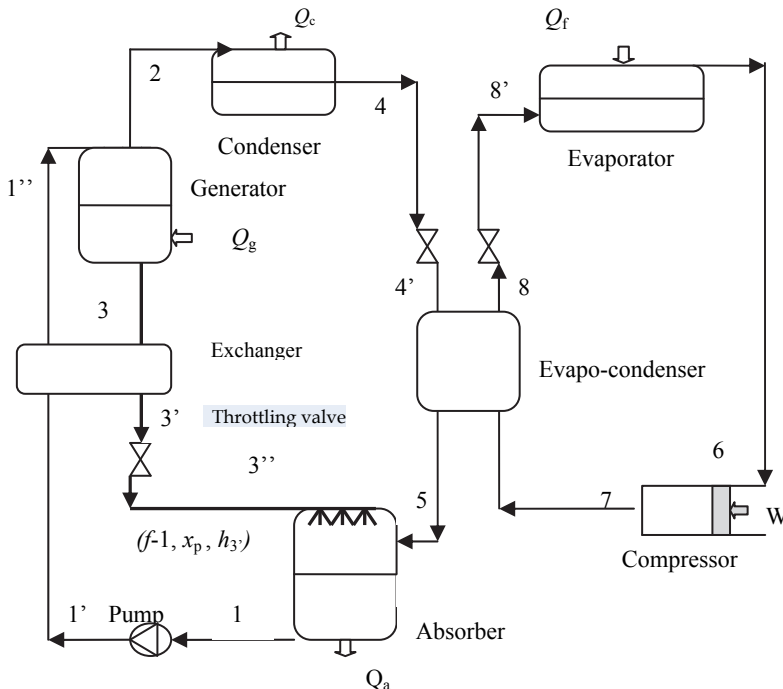 Qc
Qf
2
4
8’
Condenser
Evaporator
1’’
Generator
Qg
4’
8
3
Exchanger
Evapo-condenser
3’
Throttling valve
3’’
6
5
7
W
(f-1, xp , h3’)
Compressor
1’
Pump
1
Absorber
Qa